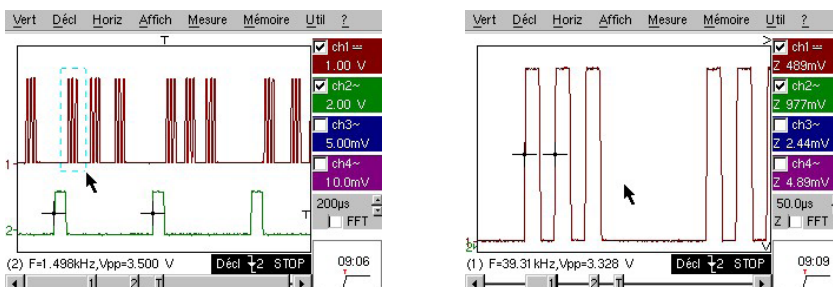 Vert Décl Horiz Affich Mesure Mémoire Util ?
T
ch1
1.00 V
ch2~
2.00 V
ch3~
5.00mV
ch4~
10.0mV
200µs
FFT
1
2
T
(2) F=1.498kHz,Vpp=3.500 V Décl 2 STOP 09:06
1 2 T
Vert Décl Horiz Affich Mesure Mémoire Util ?
ch1
Z 489mV
ch2~
Z 977mV
ch3~
Z 2.44mV
ch4~
Z 4.89mV
50.0µs
Z FFT
(1) F=39.31kHz,Vpp=3.328 V Décl 2 STOP 09:09
1 2 T